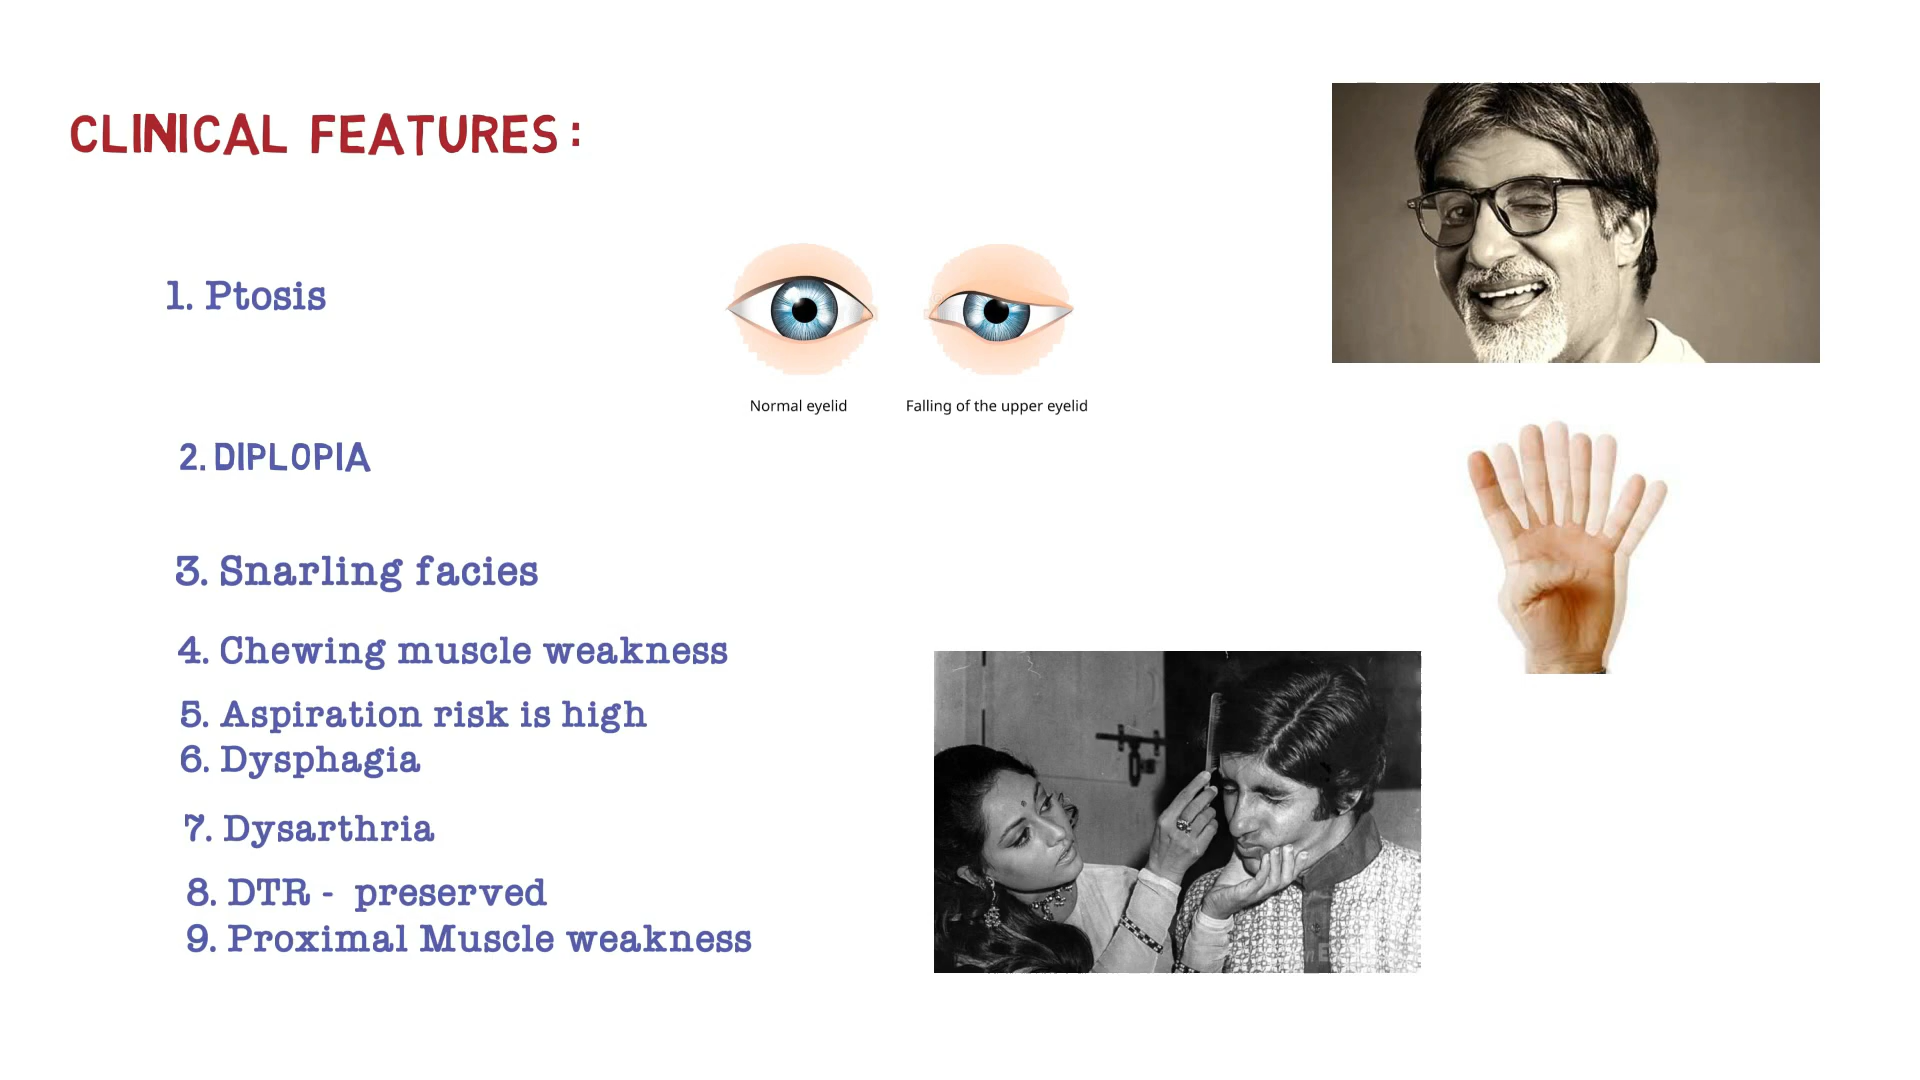 CLINICAL FEATURES:
1. Ptosis
Normal eyelid
Falling of the upper eyelid
2. DIPLOPIA
3. Snarling facies
4. Chewing muscle weakness
5. Aspiration risk is high
6. Dysphagia
7. Dysarthria
8. DTR - preserved
9. Proximal Muscle weakness